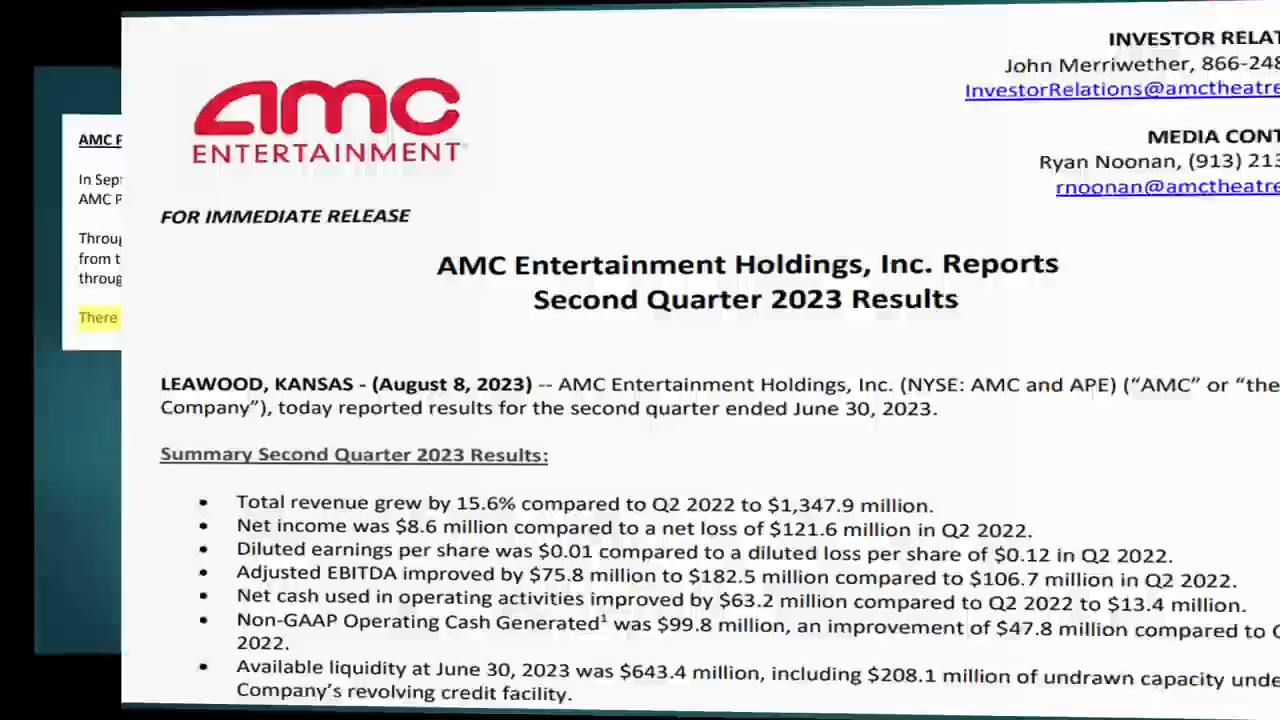 INVESTOR RELAT
John Merriwether, 866-248
InvestorRelations@amctheatre
amc
ENTERTAINMENT
MEDIA CONT
Ryan Noonan, (913) 213
rnoonan@amctheatre
FOR IMMEDIATE RELEASE
AMC Entertainment Holdings, Inc. Reports
Second Quarter 2023 Results
LEAWOOD, KANSAS - (August 8, 2023) -- AMC Entertainment Holdings, Inc. (NYSE: AMC and APE) (“AMC” or “the
Company”), today reported results for the second quarter ended June 30, 2023.
Summary Second Quarter 2023 Results:
• Total revenue grew by 15.6% compared to Q2 2022 to $1,347.9 million.
• Net income was $8.6 million compared to a net loss of $121.6 million in Q2 2022.
• Diluted earnings per share was $0.01 compared to a diluted loss per share of $0.12 in Q2 2022.
• Adjusted EBITDA improved by $75.8 million to $182.5 million compared to $106.7 million in Q2 2022.
• Net cash used in operating activities improved by $63.2 million compared to Q2 2022 to $13.4 million.
• Non-GAAP Operating Cash Generated¹ was $99.8 million, an improvement of $47.8 million compared to
2022.
• Available liquidity at June 30, 2023 was $643.4 million, including $208.1 million of undrawn capacity unde
Company’s revolving credit facility.
AMC P
In Sept
AMC P
Throug
from t
throug
There